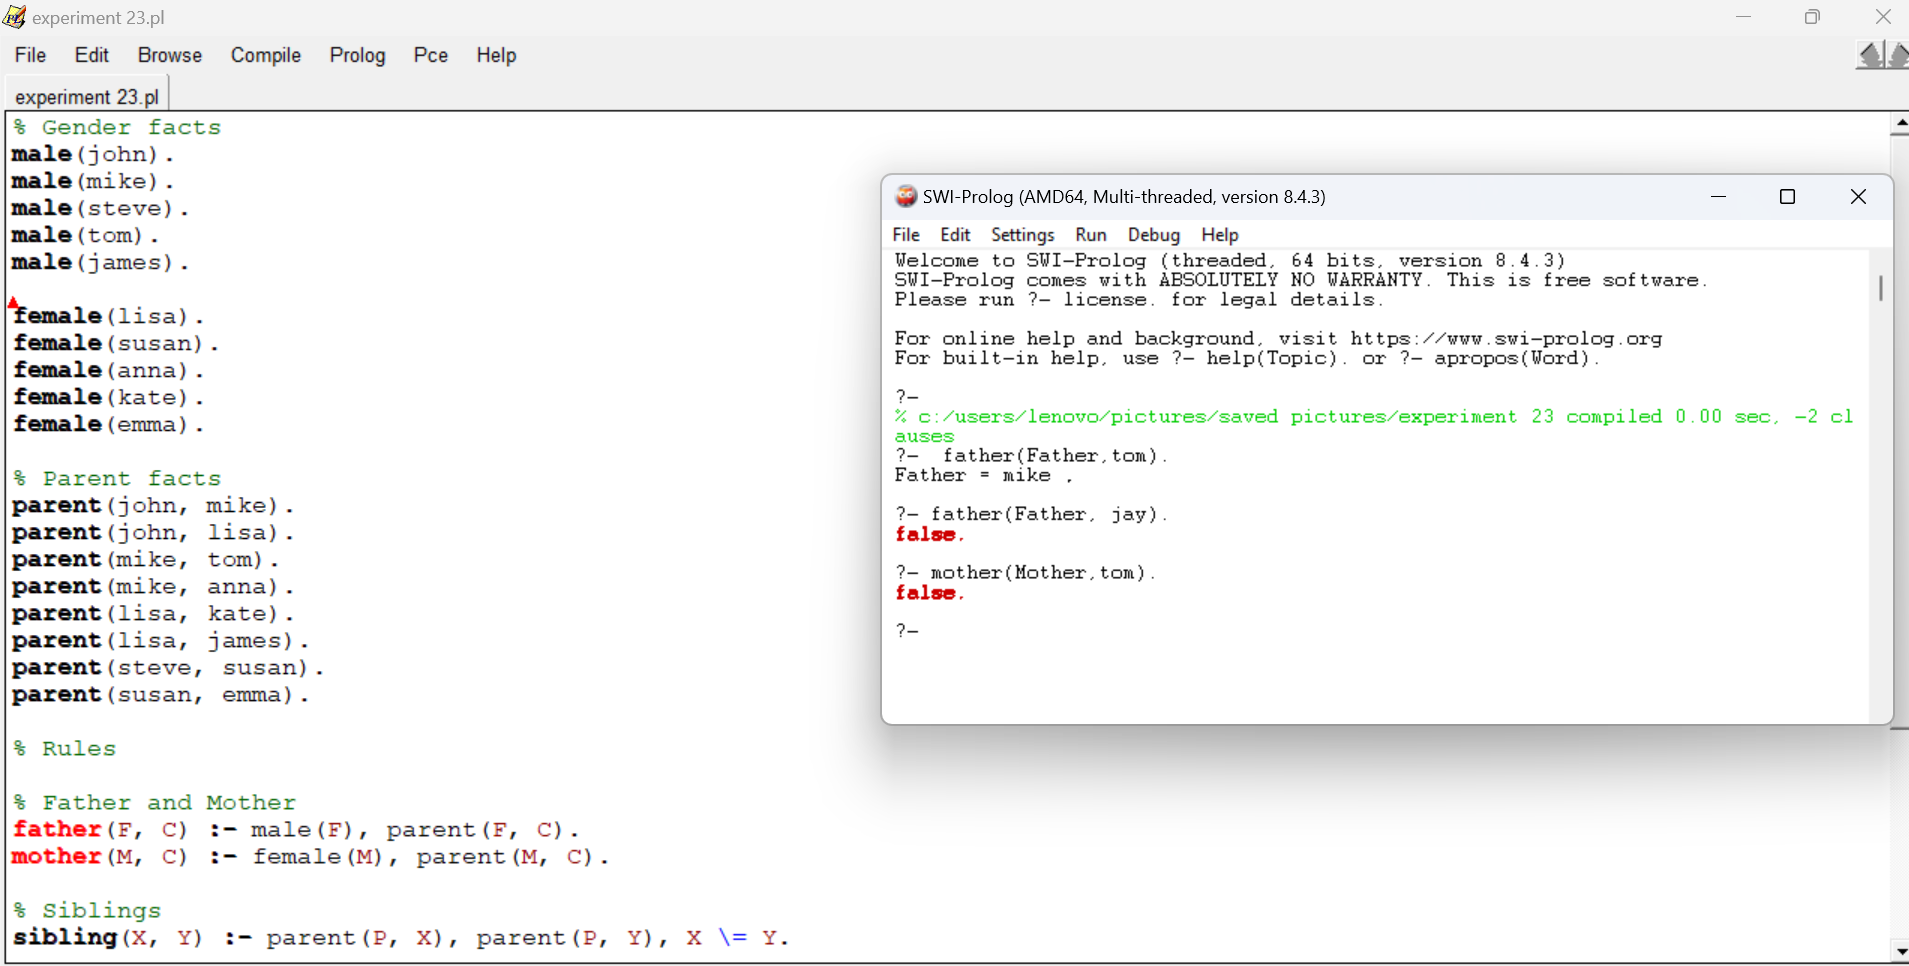 experiment 23.pl
File Edit Browse Compile Prolog Pce Help
experiment 23.pl
% Gender facts
male(john).
male(mike).
male(steve).
male(tom).
male(james).
female(lisa).
female(susan).
female(anna).
female(kate).
female(emma).
% Parent facts
parent(john, mike).
parent(john, lisa).
parent(mike, tom).
parent(mike, anna).
parent(lisa, kate).
parent(lisa, james).
parent(steve, susan).
parent(susan, emma).
% Rules
% Father and Mother
father(F, C) :- male(F), parent(F, C).
mother(M, C) :- female(M), parent(M, C).
% Siblings
sibling(X, Y) :- parent(P, X), parent(P, Y), X \= Y.
SWI-Prolog (AMD64, Multi-threaded, version 8.4.3)
File Edit Settings Run Debug Help
Welcome to SWI-Prolog (threaded, 64 bits, version 8.4.3)
SWI-Prolog comes with ABSOLUTELY NO WARRANTY. This is free software.
Please run ?- license. for legal details.
For online help and background, visit https://www.swi-prolog.org
For built-in help, use ?- help(Topic). or ?- apropos(Word).
?-
% c:/users/lenovo/pictures/saved pictures/experiment 23 compiled 0.00 sec, -2 cl
auses
?-  father(Father,tom).
Father = mike .
?- father(Father, jay).
false.
?- mother(Mother,tom).
false.
?-